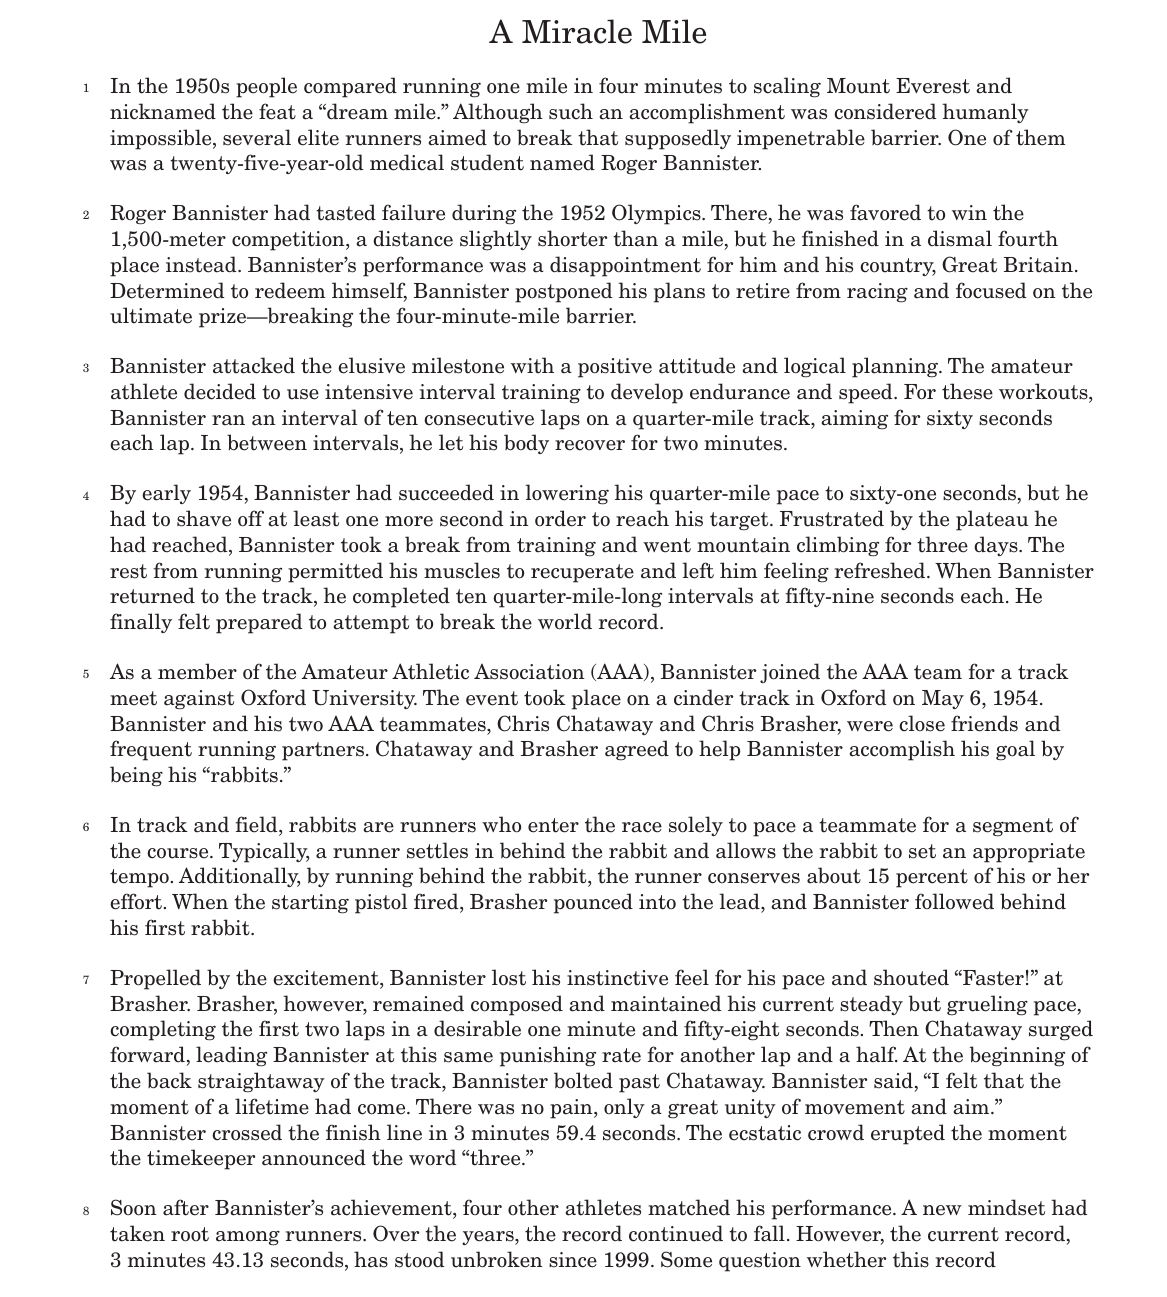 A Miracle Mile
1 In the 1950s people compared running one mile in four minutes to scaling Mount Everest and
nicknamed the feat a “dream mile.” Although such an accomplishment was considered humanly
impossible, several elite runners aimed to break that supposedly impenetrable barrier. One of them
was a twenty-five-year-old medical student named Roger Bannister.
2 Roger Bannister had tasted failure during the 1952 Olympics. There, he was favored to win the
1,500-meter competition, a distance slightly shorter than a mile, but he finished in a dismal fourth
place instead. Bannister’s performance was a disappointment for him and his country, Great Britain.
Determined to redeem himself, Bannister postponed his plans to retire from racing and focused on the
ultimate prize—breaking the four-minute-mile barrier.
3 Bannister attacked the elusive milestone with a positive attitude and logical planning. The amateur
athlete decided to use intensive interval training to develop endurance and speed. For these workouts,
Bannister ran an interval of ten consecutive laps on a quarter-mile track, aiming for sixty seconds
each lap. In between intervals, he let his body recover for two minutes.
4 By early 1954, Bannister had succeeded in lowering his quarter-mile pace to sixty-one seconds, but he
had to shave off at least one more second in order to reach his target. Frustrated by the plateau he
had reached, Bannister took a break from training and went mountain climbing for three days. The
rest from running permitted his muscles to recuperate and left him feeling refreshed. When Bannister
returned to the track, he completed ten quarter-mile-long intervals at fifty-nine seconds each. He
finally felt prepared to attempt to break the world record.
5 As a member of the Amateur Athletic Association (AAA), Bannister joined the AAA team for a track
meet against Oxford University. The event took place on a cinder track in Oxford on May 6, 1954.
Bannister and his two AAA teammates, Chris Chataway and Chris Brasher, were close friends and
frequent running partners. Chataway and Brasher agreed to help Bannister accomplish his goal by
being his “rabbits.”
6 In track and field, rabbits are runners who enter the race solely to pace a teammate for a segment of
the course. Typically, a runner settles in behind the rabbit and allows the rabbit to set an appropriate
tempo. Additionally, by running behind the rabbit, the runner conserves about 15 percent of his or her
effort. When the starting pistol fired, Brasher pounced into the lead, and Bannister followed behind
his first rabbit.
7 Propelled by the excitement, Bannister lost his instinctive feel for his pace and shouted “Faster!” at
Brasher. Brasher, however, remained composed and maintained his current steady but grueling pace,
completing the first two laps in a desirable one minute and fifty-eight seconds. Then Chataway surged
forward, leading Bannister at this same punishing rate for another lap and a half. At the beginning of
the back straightaway of the track, Bannister bolted past Chataway. Bannister said, “I felt that the
moment of a lifetime had come. There was no pain, only a great unity of movement and aim.”
Bannister crossed the finish line in 3 minutes 59.4 seconds. The ecstatic crowd erupted the moment
the timekeeper announced the word “three.”
8 Soon after Bannister’s achievement, four other athletes matched his performance. A new mindset had
taken root among runners. Over the years, the record continued to fall. However, the current record,
3 minutes 43.13 seconds, has stood unbroken since 1999. Some question whether this record